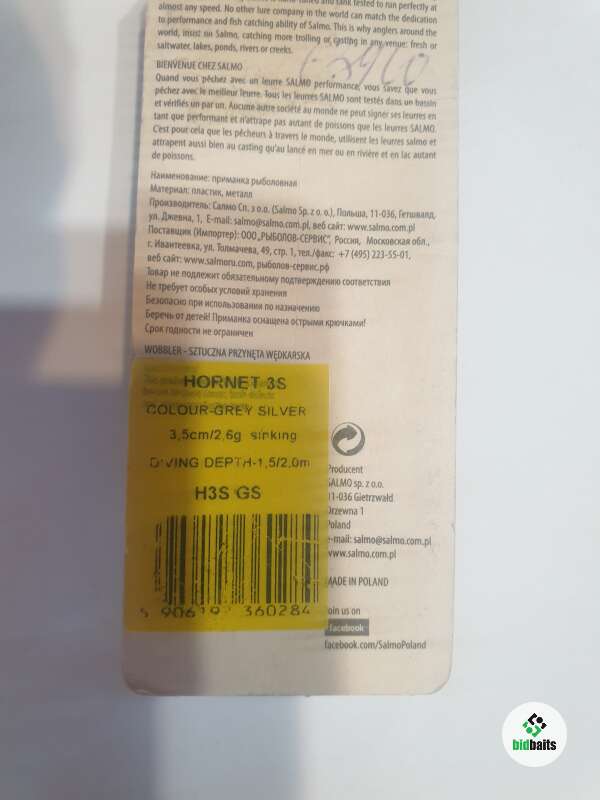 almost any speed. No other lure company in the world can match the dedication
to performance and fish catching ability of Salmo. This is why anglers around the
world, insist on Salmo, catching more trolling or casting in any venue: fresh or
saltwater, lakes, ponds, rivers or creeks.
BIENVENUE CHEZ SALMO
Quand vous pêchez avec un leurre SALMO performance, vous savez que vous
pêchez avec le meilleur leurre. Tous les leurres SALMO sont testés dans un bassin
et vérifiés un par un. Aucune autre société au monde ne peut signer ses leurres en
tant que performant et n'attrape pas autant de poissons que les leurres SALMO.
C'est pour cela que les pêcheurs à travers le monde, utilisent les leurres salmo et
attrapent aussi bien au casting qu'au lancé en mer ou en rivière et en lac autant
de poissons.
Наименование: приманка рыболовная
Материал: пластик, металл
Производитель: Салмо Сп. з о.о. (Salmo Sp. z o. o.), Польша, 11-036, Гетшвалд,
ул. Джевна, 1, E-mail: salmo@salmo.com.pl, веб сайт: www.salmo.com.pl
Поставщик (Импортер): ООО „РЫБОЛОВ-СЕРВИС", Россия, Московская обл.,
г. Ивантеевка, ул. Толмачева, 49, стр. 1, тел./факс: +7 (495) 223-55-01,
веб сайт: www.salmoru.com, рыболов-сервис.рф
Товар не подлежит обязательному подтверждению соответствия
Не требует особых условий хранения
Безопасно при использовании по назначению
Беречь от детей! Приманка оснащена острыми крючками!
Срок годности не ограничен
WOBBLER - SZTUCZNA PRZYNĘTA WĘDKARSKA
HORNET 3S
COLOUR-GREY SILVER
3,5cm/2,6g sinking
DIVING DEPTH-1,5/2,0m
H3S GS
5 90619 360284
Producent
SALMO sp. z o.o.
11-036 Gietrzwałd
Drzewna 1
Poland
e-mail: salmo@salmo.com.pl
www.salmo.com.pl
MADE IN POLAND
Join us on
facebook
facebook.com/SalmoPoland
bidbaits